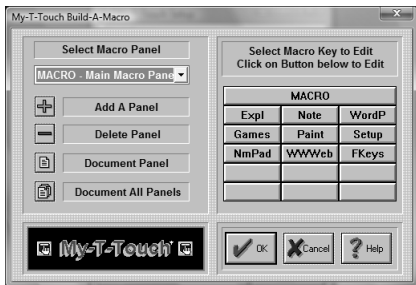 My-T-Touch Build-A-Macro
Select Macro Panel
MACRO - Main Macro Pane
Add A Panel
Delete Panel
Document Panel
Document All Panels
Select Macro Key to Edit
Click on Button below to Edit
MACRO
Expl Note WordP
Games Paint Setup
NmPad WWWeb FKeys
My-T-Touch
OK Cancel Help